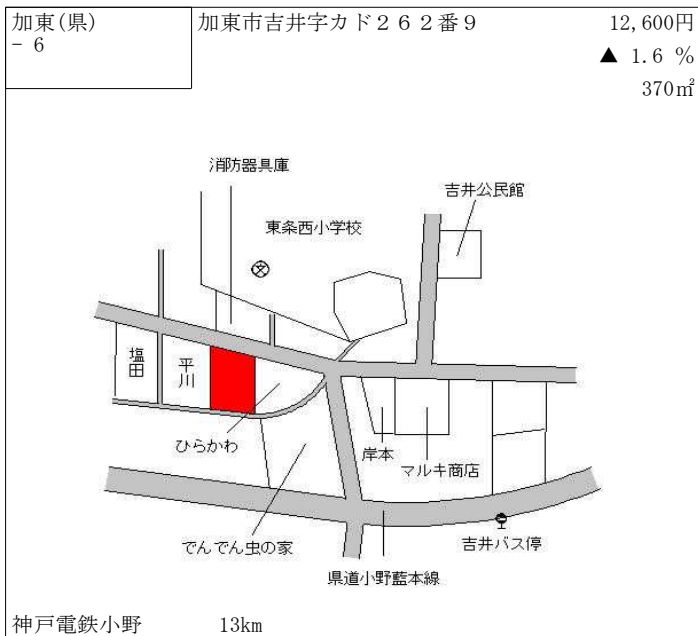 加東(県)
- 6
加東市吉井字カド２６２番９
12,600円
▲ 1.6 %
370㎡
消防器具庫
吉井公民館
東条西小学校
文
塩田
平川
ひらかわ
岸本
マルキ商店
でんでん虫の家
吉井バス停
県道小野藍本線
神戸電鉄小野
13km